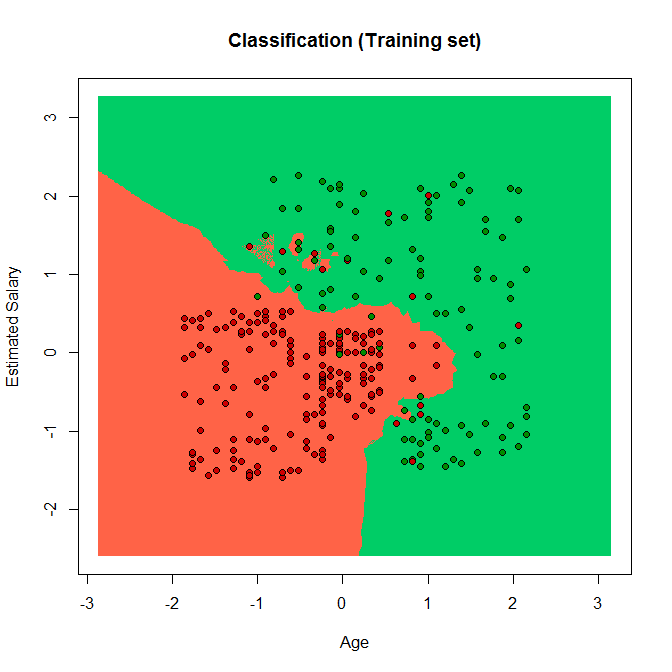 Classification (Training set)
Estimated Salary
3
2
1
0
-1
-2
-3 -2 -1 0 1 2 3
Age